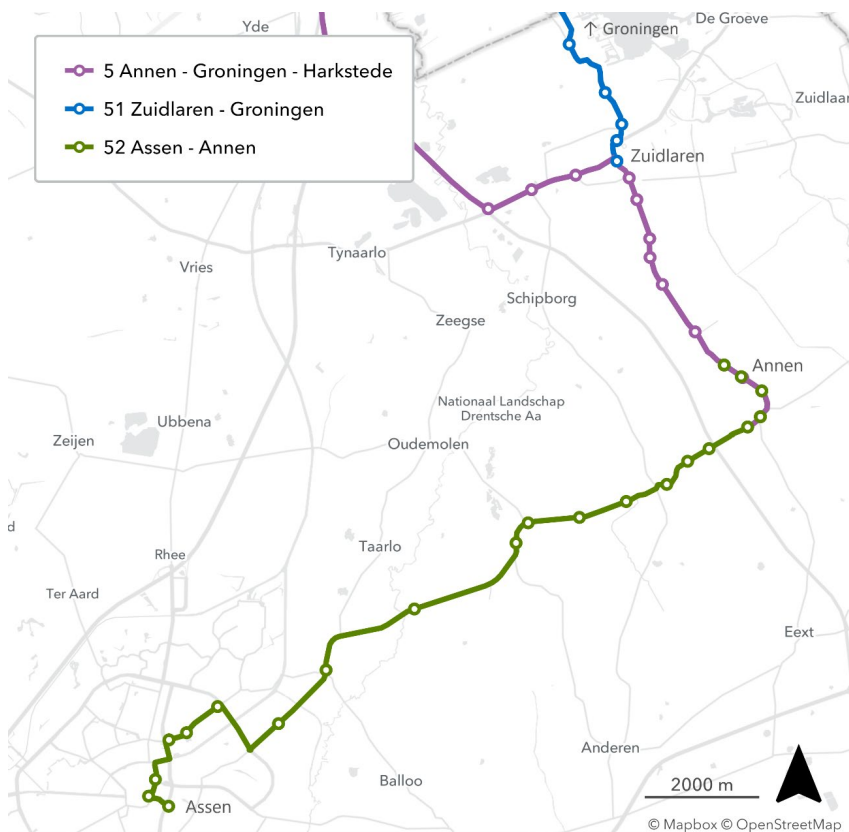 Yde
De Groeve
↑ Groningen
5 Annen - Groningen - Harkstede
51 Zuidlaren - Groningen
52 Assen - Annen
Zuidlaar
Zuidlaren
Tynaarlo
Vries
Schipborg
Zeegse
Annen
Nationaal Landschap
Drentsche Aa
Ubbena
Zeijen
Oudemolen
d
Taarlo
Rhee
Ter Aard
Eext
Anderen
2000 m
Balloo
Assen
© Mapbox © OpenStreetMap